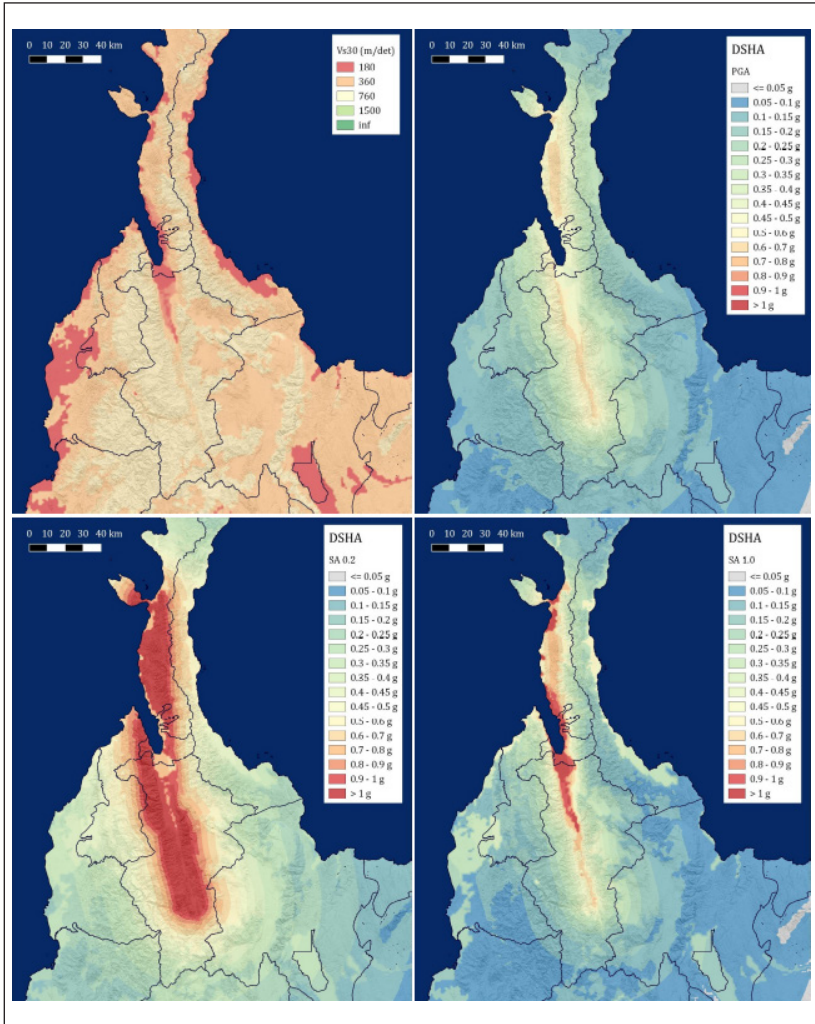 0 10 20 30 40 km
Vs30 (m/det)
180
360
760
1500
inf
0 10 20 30 40 km
DSHA
PGA
<= 0.05 g
0.05 - 0.1 g
0.1 - 0.15 g
0.15 - 0.2 g
0.2 - 0.25 g
0.25 - 0.3 g
0.3 - 0.35 g
0.35 - 0.4 g
0.4 - 0.45 g
0.45 - 0.5 g
0.5 - 0.6 g
0.6 - 0.7 g
0.7 - 0.8 g
0.8 - 0.9 g
0.9 - 1 g
> 1 g
0 10 20 30 40 km
DSHA
SA 0.2
<= 0.05 g
0.05 - 0.1 g
0.1 - 0.15 g
0.15 - 0.2 g
0.2 - 0.25 g
0.25 - 0.3 g
0.3 - 0.35 g
0.35 - 0.4 g
0.4 - 0.45 g
0.45 - 0.5 g
0.5 - 0.6 g
0.6 - 0.7 g
0.7 - 0.8 g
0.8 - 0.9 g
0.9 - 1 g
> 1 g
0 10 20 30 40 km
DSHA
SA 1.0
<= 0.05 g
0.05 - 0.1 g
0.1 - 0.15 g
0.15 - 0.2 g
0.2 - 0.25 g
0.25 - 0.3 g
0.3 - 0.35 g
0.35 - 0.4 g
0.4 - 0.45 g
0.45 - 0.5 g
0.5 - 0.6 g
0.6 - 0.7 g
0.7 - 0.8 g
0.8 - 0.9 g
0.9 - 1 g
> 1 g